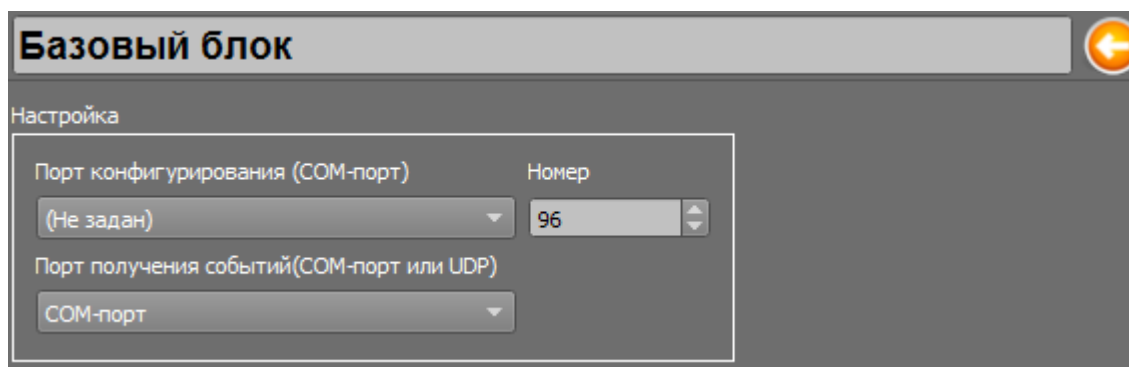 Базовый блок
Настройка
Порт конфигурирования (COM-порт) Номер
(Не задан) 96
Порт получения событий(COM-порт или UDP)
COM-порт